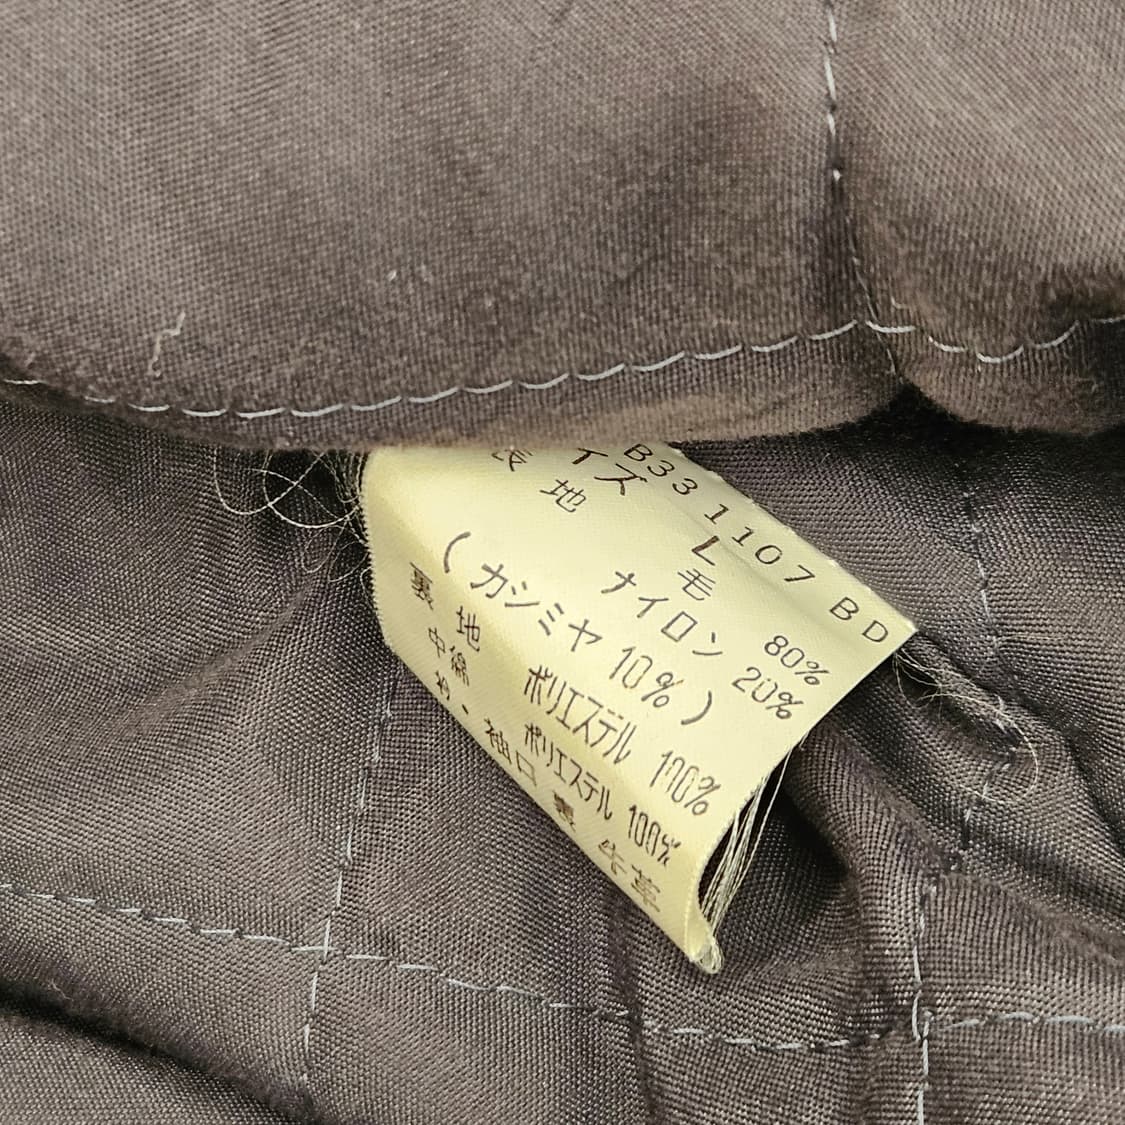 B33 1107 BD
イズ L
表地 毛 80%
ナイロン 20%
(カシミヤ 10%)
裏地 ポリエステル 100%
中綿 ポリエステル 100%
袖口裏 牛革